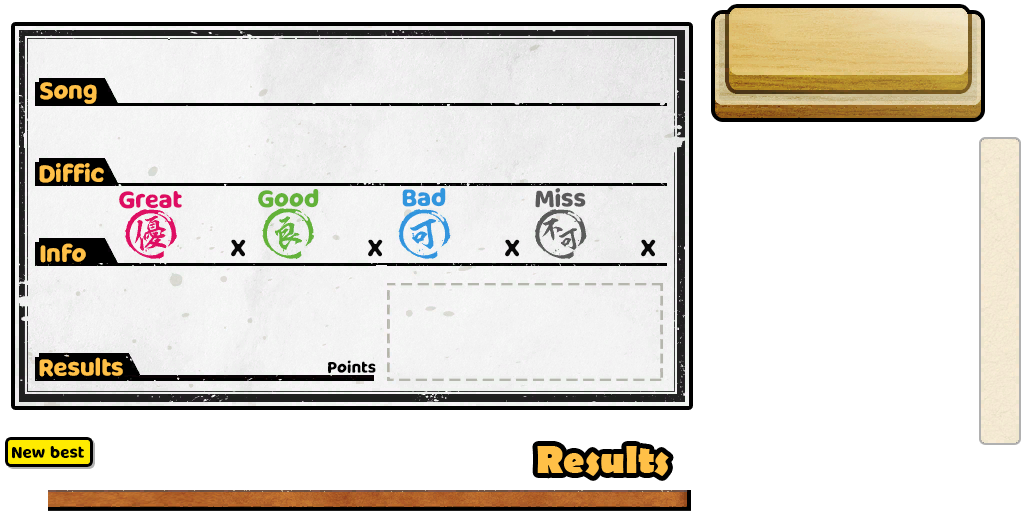 Song
Diffic
Great Good Bad Miss
優 良 可 不可
Info x x x x
Results Points
New best
Results